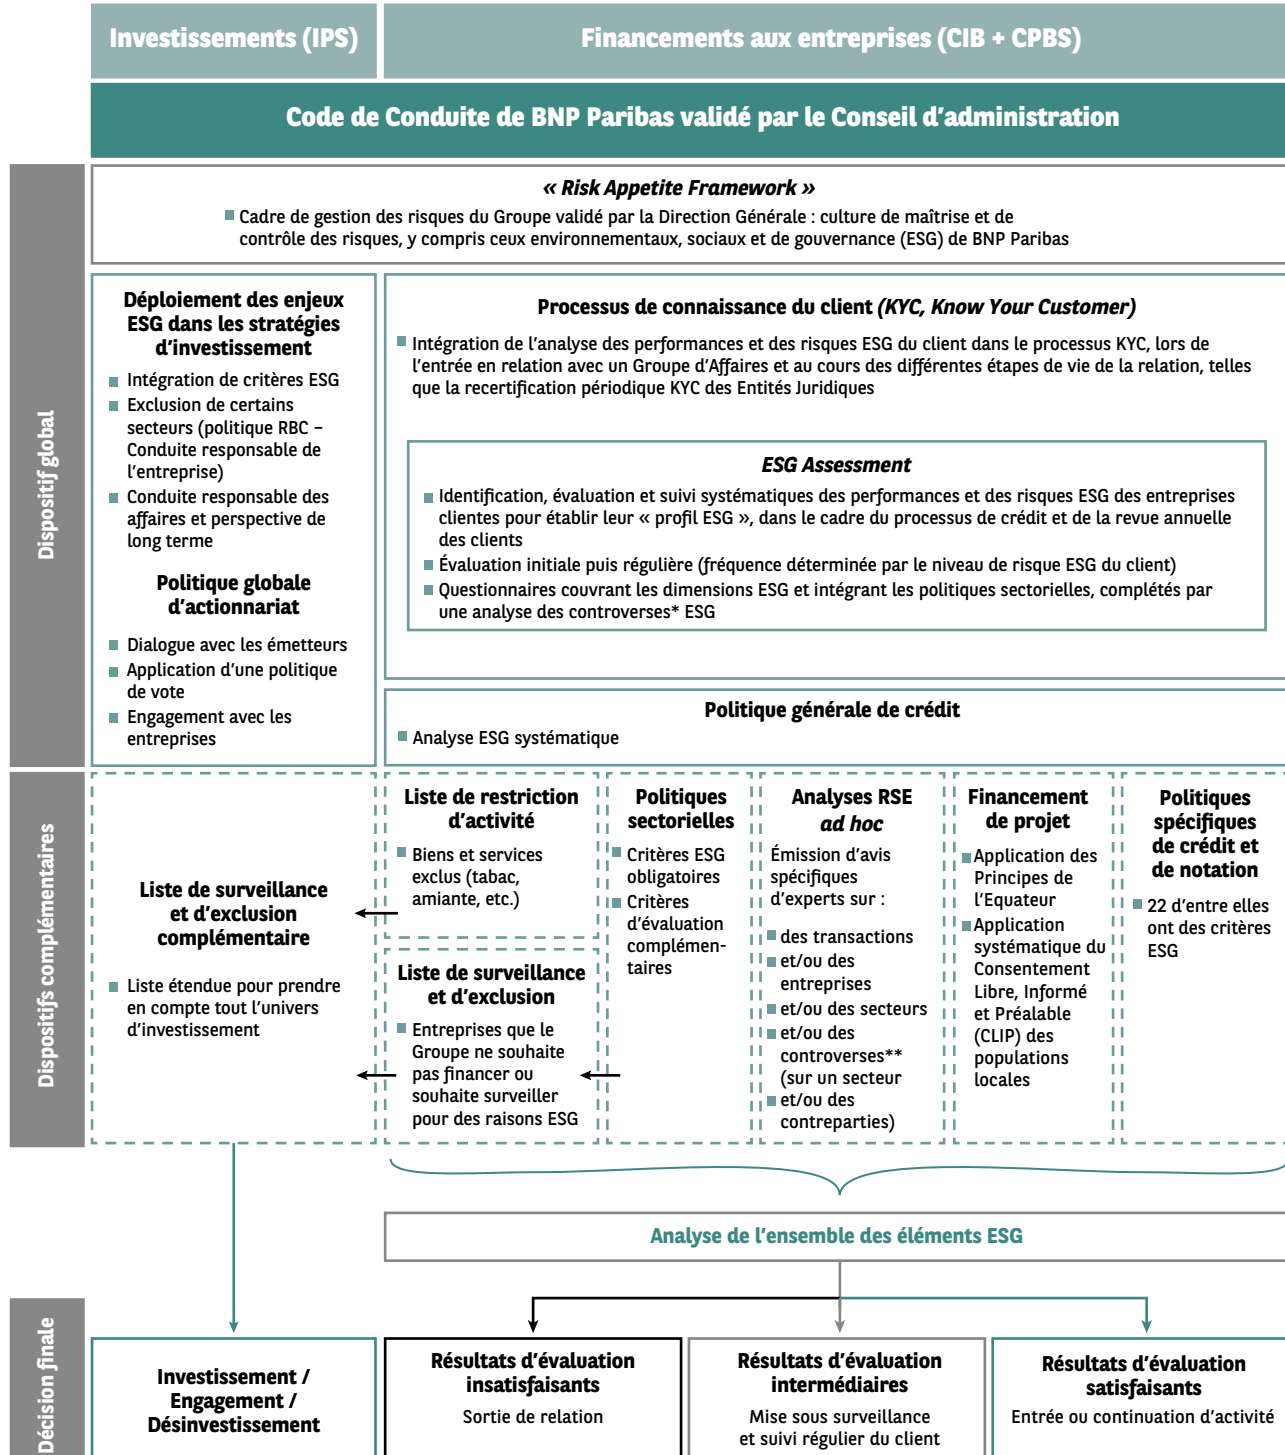 Investissements (IPS)
Financements aux entreprises (CIB + CPBS)
Code de Conduite de BNP Paribas validé par le Conseil d'administration
Dispositif global
« Risk Appetite Framework »
Cadre de gestion des risques du Groupe validé par la Direction Générale : culture de maîtrise et de
contrôle des risques, y compris ceux environnementaux, sociaux et de gouvernance (ESG) de BNP Paribas
Déploiement des enjeux
ESG dans les stratégies
d'investissement
Intégration de critères ESG
Exclusion de certains
secteurs (politique RBC –
Conduite responsable de
l'entreprise)
Conduite responsable des
affaires et perspective de
long terme
Politique globale
d'actionnariat
Dialogue avec les émetteurs
Application d'une politique
de vote
Engagement avec les
entreprises
Processus de connaissance du client (KYC, Know Your Customer)
Intégration de l'analyse des performances et des risques ESG du client dans le processus KYC, lors de
l'entrée en relation avec un Groupe d'Affaires et au cours des différentes étapes de vie de la relation, telles
que la recertification périodique KYC des Entités Juridiques
ESG Assessment
Identification, évaluation et suivi systématiques des performances et des risques ESG des entreprises
clientes pour établir leur « profil ESG », dans le cadre du processus de crédit et de la revue annuelle
des clients
Évaluation initiale puis régulière (fréquence déterminée par le niveau de risque ESG du client)
Questionnaires couvrant les dimensions ESG et intégrant les politiques sectorielles, complétés par
une analyse des controverses* ESG
Politique générale de crédit
Analyse ESG systématique
Dispositifs complémentaires
Liste de surveillance
et d'exclusion
complémentaire
Liste étendue pour prendre
en compte tout l'univers
d'investissement
Liste de restriction
d'activité
Biens et services
exclus (tabac,
amiante, etc.)
Liste de surveillance
et d'exclusion
Entreprises que le
Groupe ne souhaite
pas financer ou
souhaite surveiller
pour des raisons ESG
Politiques
sectorielles
Critères ESG
obligatoires
Critères
d'évaluation
complémen-
taires
Analyses RSE
ad hoc
Émission d'avis
spécifiques
d'experts sur :
des transactions
et/ou des
entreprises
et/ou des secteurs
et/ou des
controverses**
(sur un secteur
et/ou des
contreparties)
Financement
de projet
Application des
Principes de
l'Equateur
Application
systématique du
Consentement
Libre, Informé
et Préalable
(CLIP) des
populations
locales
Politiques
spécifiques
de crédit et
de notation
22 d'entre elles
ont des critères
ESG
Analyse de l'ensemble des éléments ESG
Décision finale
Investissement /
Engagement /
Désinvestissement
Résultats d'évaluation
insatisfaisants
Sortie de relation
Résultats d'évaluation
intermédiaires
Mise sous surveillance
et suivi régulier du client
Résultats d'évaluation
satisfaisants
Entrée ou continuation d'activité